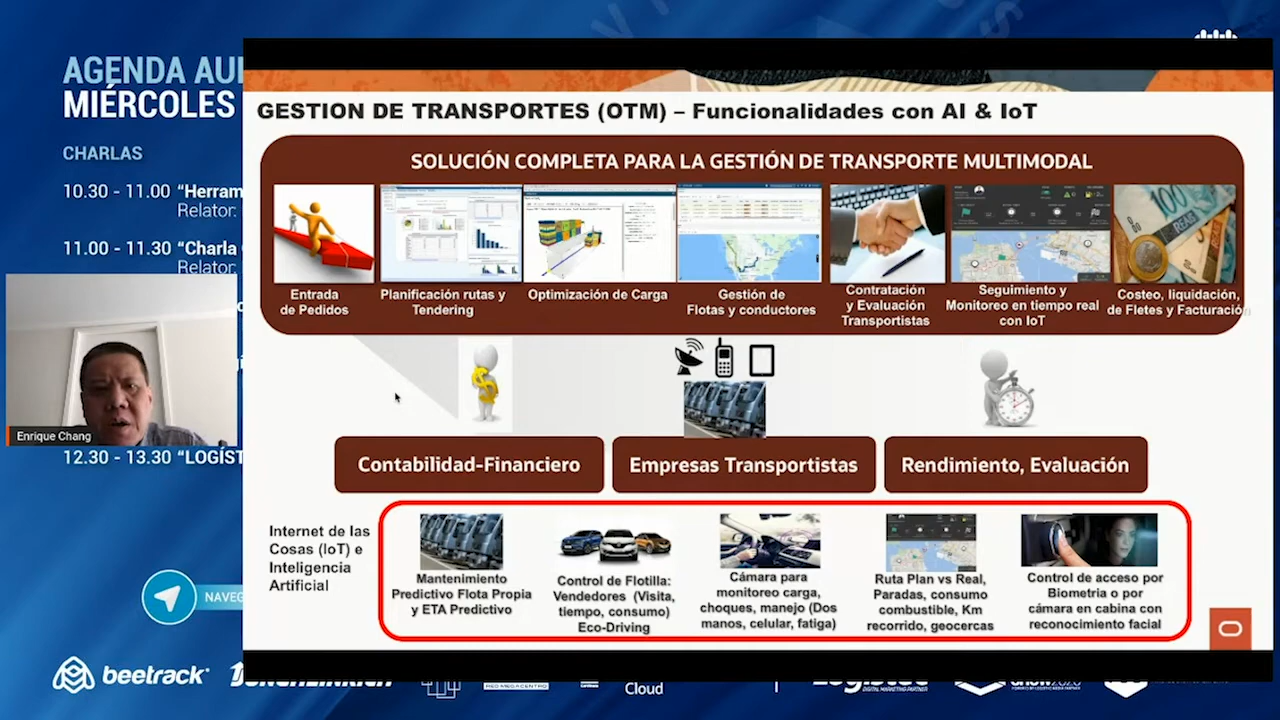 AGENDA AU
MIÉRCOLES
CHARLAS
10.30 - 11.00 “Herram
Relator:
11.00 - 11.30 “Charla
Relator:
Enrique Chang
12.30 - 13.30 “LOGÍST
NAVEG
beetrack
Cloud
GESTION DE TRANSPORTES (OTM) – Funcionalidades con AI & IoT
SOLUCIÓN COMPLETA PARA LA GESTIÓN DE TRANSPORTE MULTIMODAL
Entrada
de Pedidos
Planificación rutas y
Tendering
Optimización de Carga
Gestión de
Flotas y conductores
Contratación
y Evaluación
Transportistas
Seguimiento y
Monitoreo en tiempo real
con IoT
Costeo, liquidación,
de Fletes y Facturación
Contabilidad-Financiero
Empresas Transportistas
Rendimiento, Evaluación
Internet de las
Cosas (IoT) e
Inteligencia
Artificial
Mantenimiento
Predictivo Flota Propia
y ETA Predictivo
Control de Flotilla:
Vendedores (Visita,
tiempo, consumo)
Eco-Driving
Cámara para
monitoreo carga,
choques, manejo (Dos
manos, celular, fatiga)
Ruta Plan vs Real,
Paradas, consumo
combustible, Km
recorrido, geocercas
Control de acceso por
Biometria o por
cámara en cabina con
reconocimiento facial